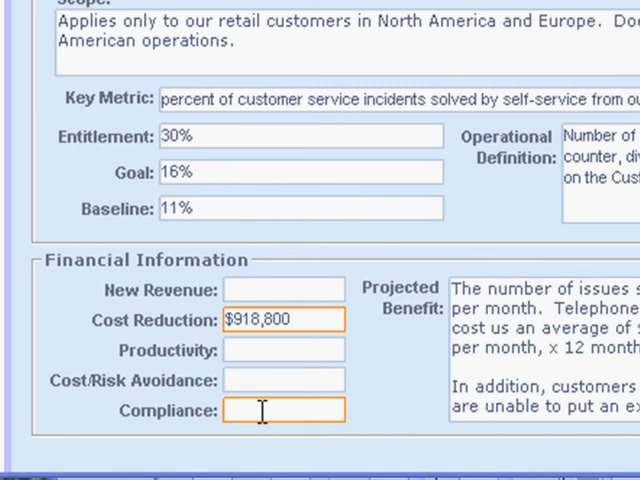 Scope:
Applies only to our retail customers in North America and Europe. Doe
American operations.
Key Metric: percent of customer service incidents solved by self-service from ou
Entitlement: 30%
Operational Definition:
Number of
counter, div
on the Cust
Goal: 16%
Baseline: 11%
Financial Information
New Revenue:
Cost Reduction: $918,800
Productivity:
Cost/Risk Avoidance:
Compliance:
Projected
Benefit:
The number of issues s
per month. Telephone
cost us an average of
per month, x 12 month
In addition, customers
are unable to put an ex